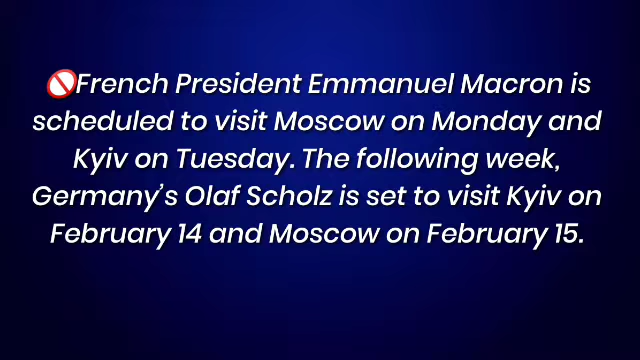 🚫French President Emmanuel Macron is
scheduled to visit Moscow on Monday and
Kyiv on Tuesday. The following week,
Germany's Olaf Scholz is set to visit Kyiv on
February 14 and Moscow on February 15.